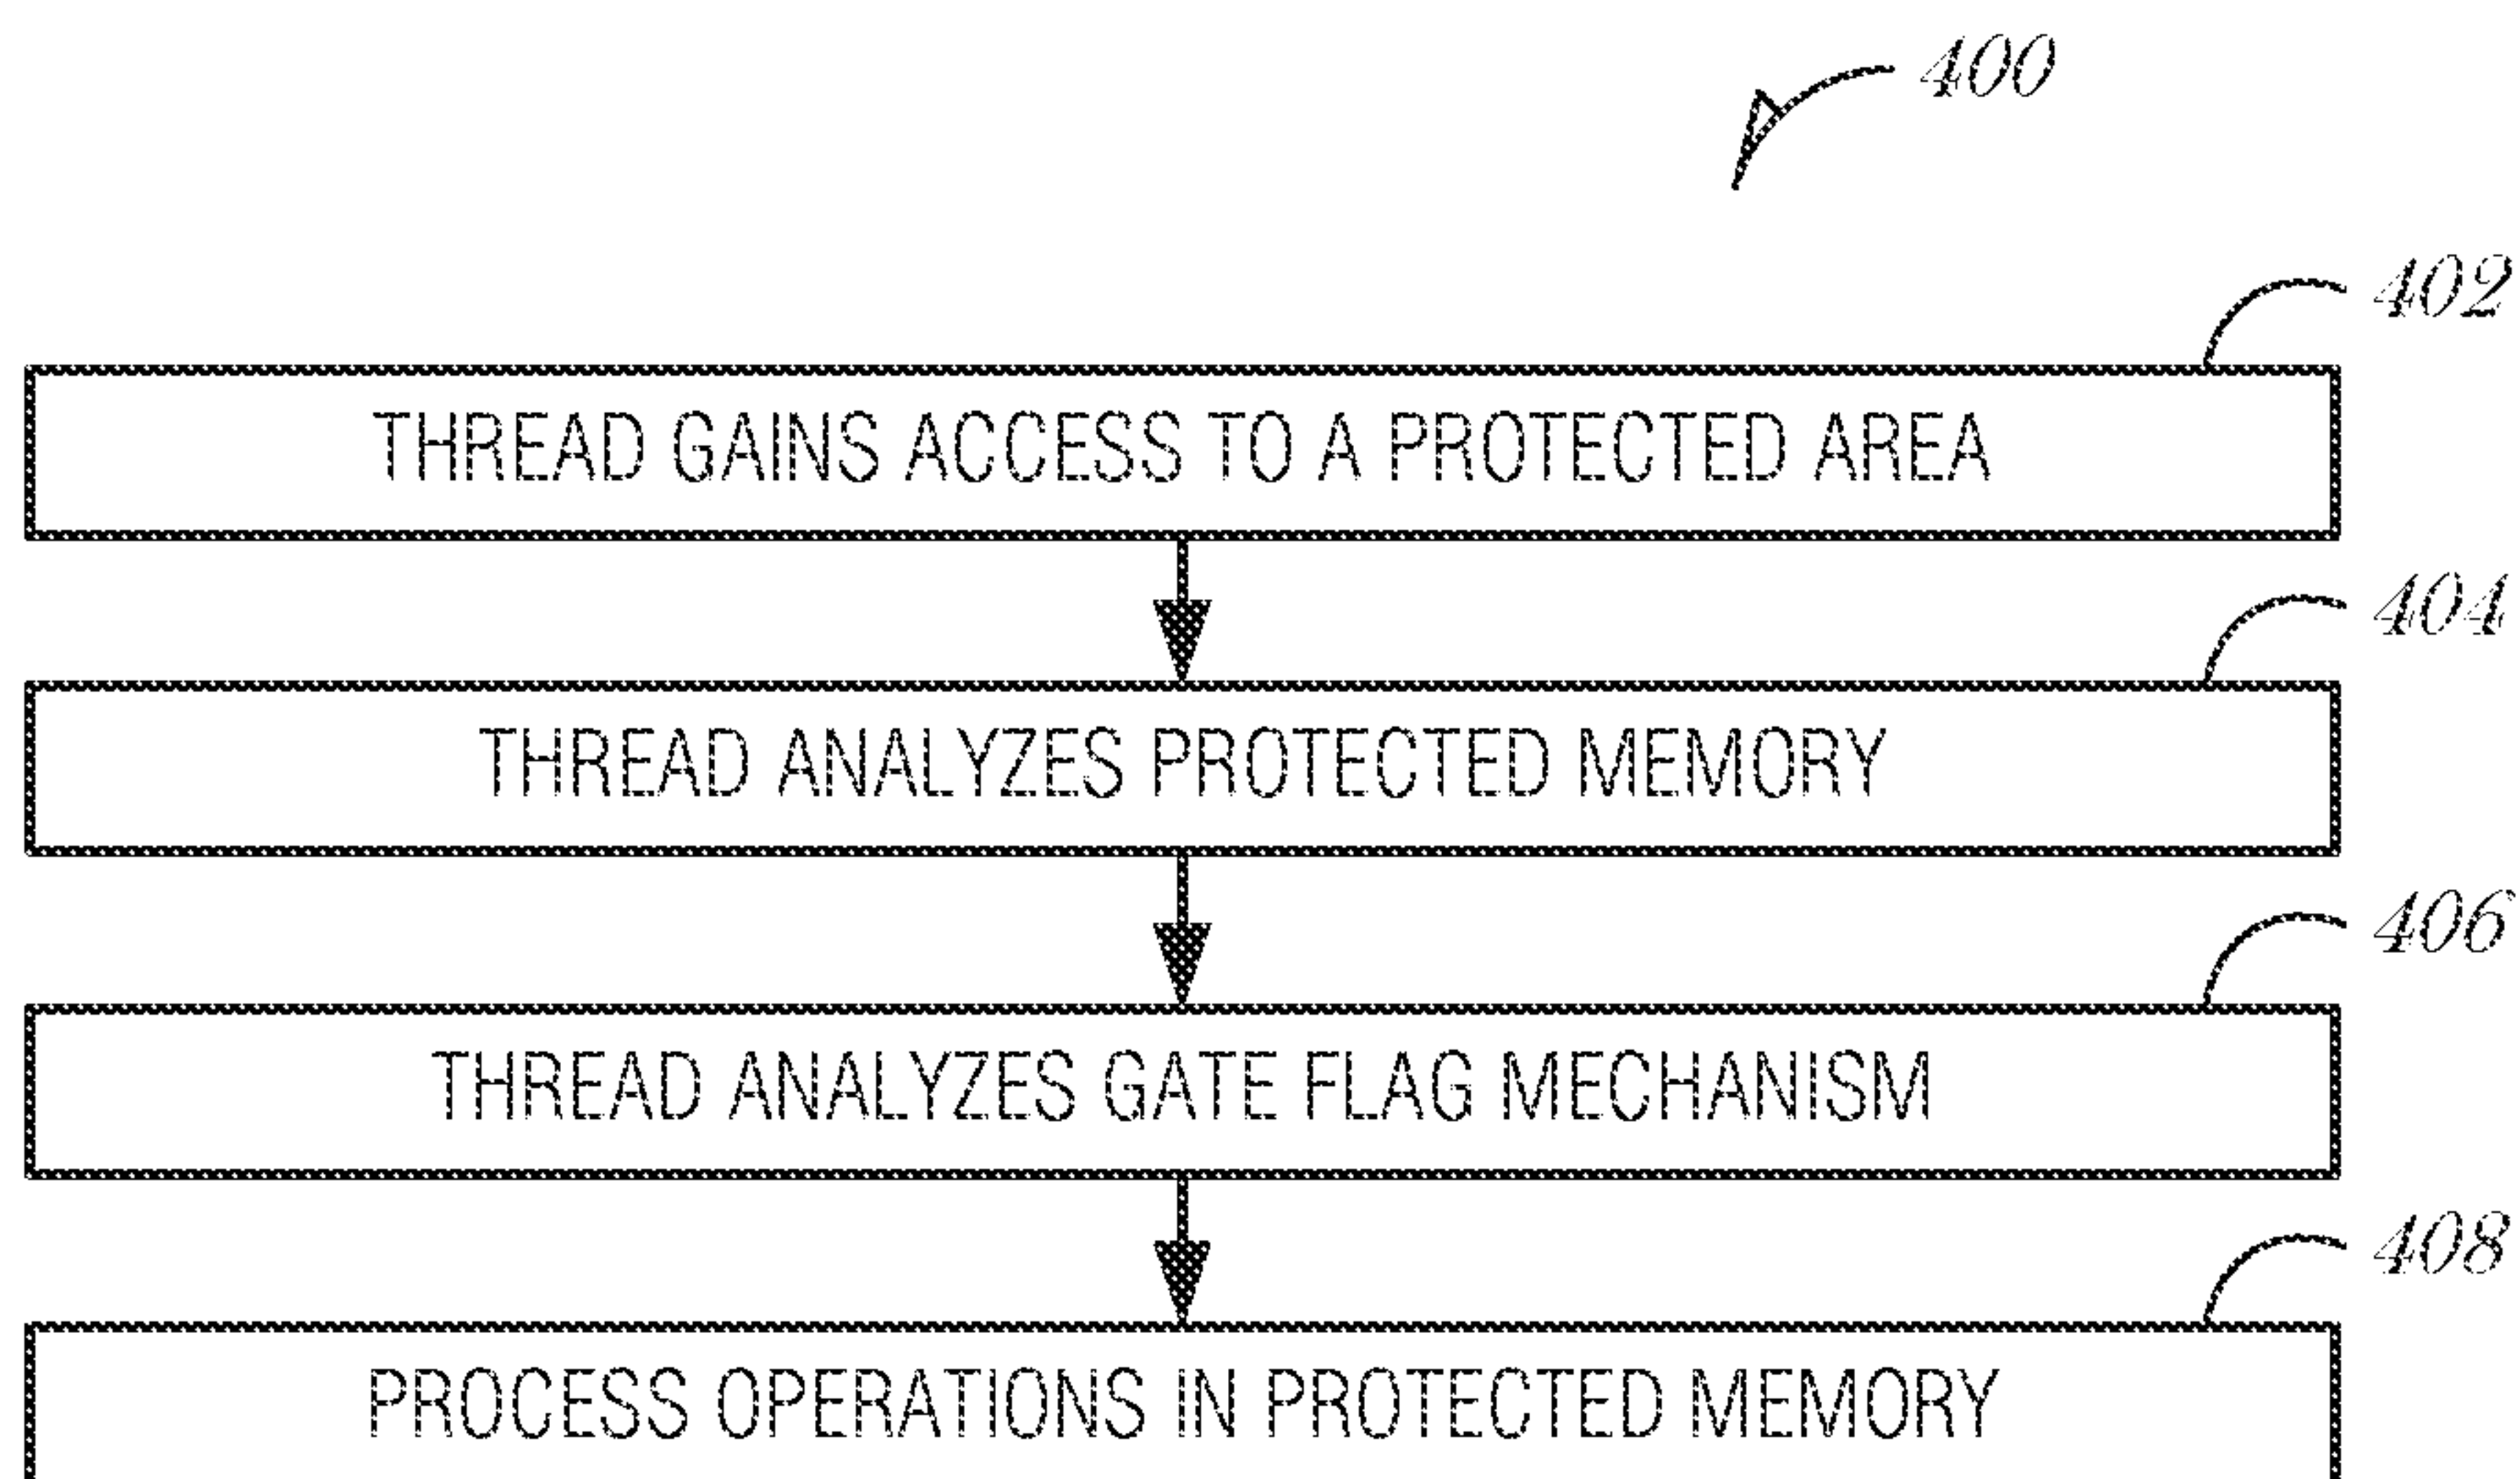 400
402
THREAD GAINS ACCESS TO A PROTECTED AREA
404
THREAD ANALYZES PROTECTED MEMORY
406
THREAD ANALYZES GATE FLAG MECHANISM
408
PROCESS OPERATIONS IN PROTECTED MEMORY